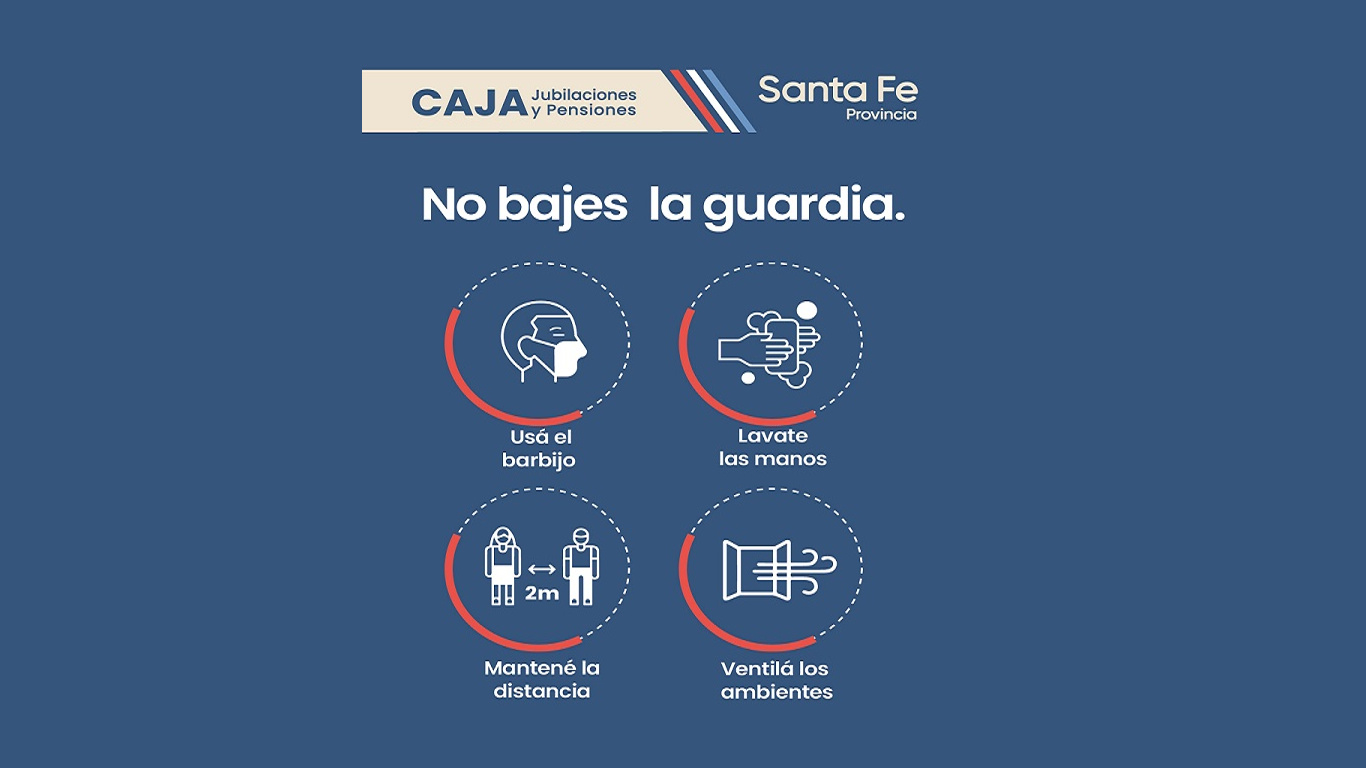 CAJA Jubilaciones
y Pensiones
Santa Fe
Provincia
No bajes la guardia.
Usá el
barbijo
Lavate
las manos
2m
Mantené la
distancia
Ventilá los
ambientes